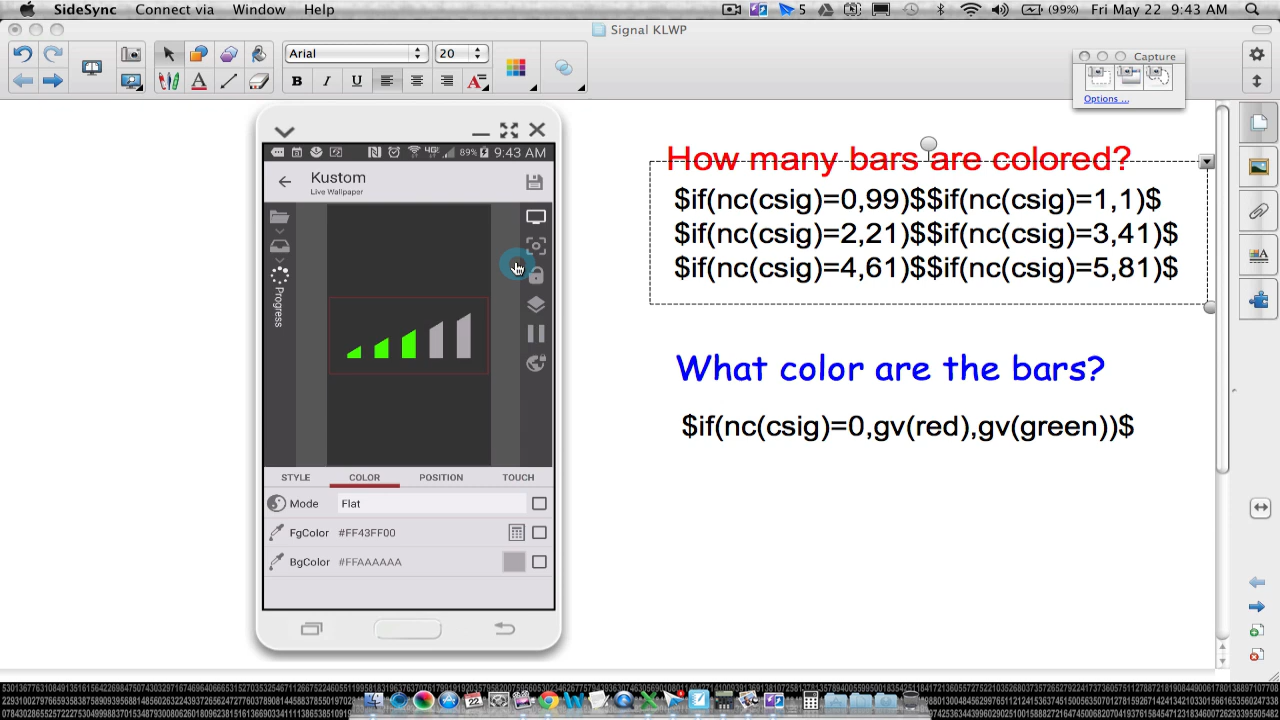 SideSync Connect via Window Help
5
(99%) Fri May 22 9:43 AM
Signal KLWP
Arial
20
B I U
Capture
Options ...
89% 9:43 AM
Kustom
Live Wallpaper
Progress
STYLE COLOR POSITION TOUCH
Mode Flat
FgColor #FF43FF00
BgColor #FFAAAAAA
How many bars are colored?
$if(nc(csig)=0,99)$$if(nc(csig)=1,1)$
$if(nc(csig)=2,21)$$if(nc(csig)=3,41)$
$if(nc(csig)=4,61)$$if(nc(csig)=5,81)$
What color are the bars?
$if(nc(csig)=0,gv(red),gv(green))$